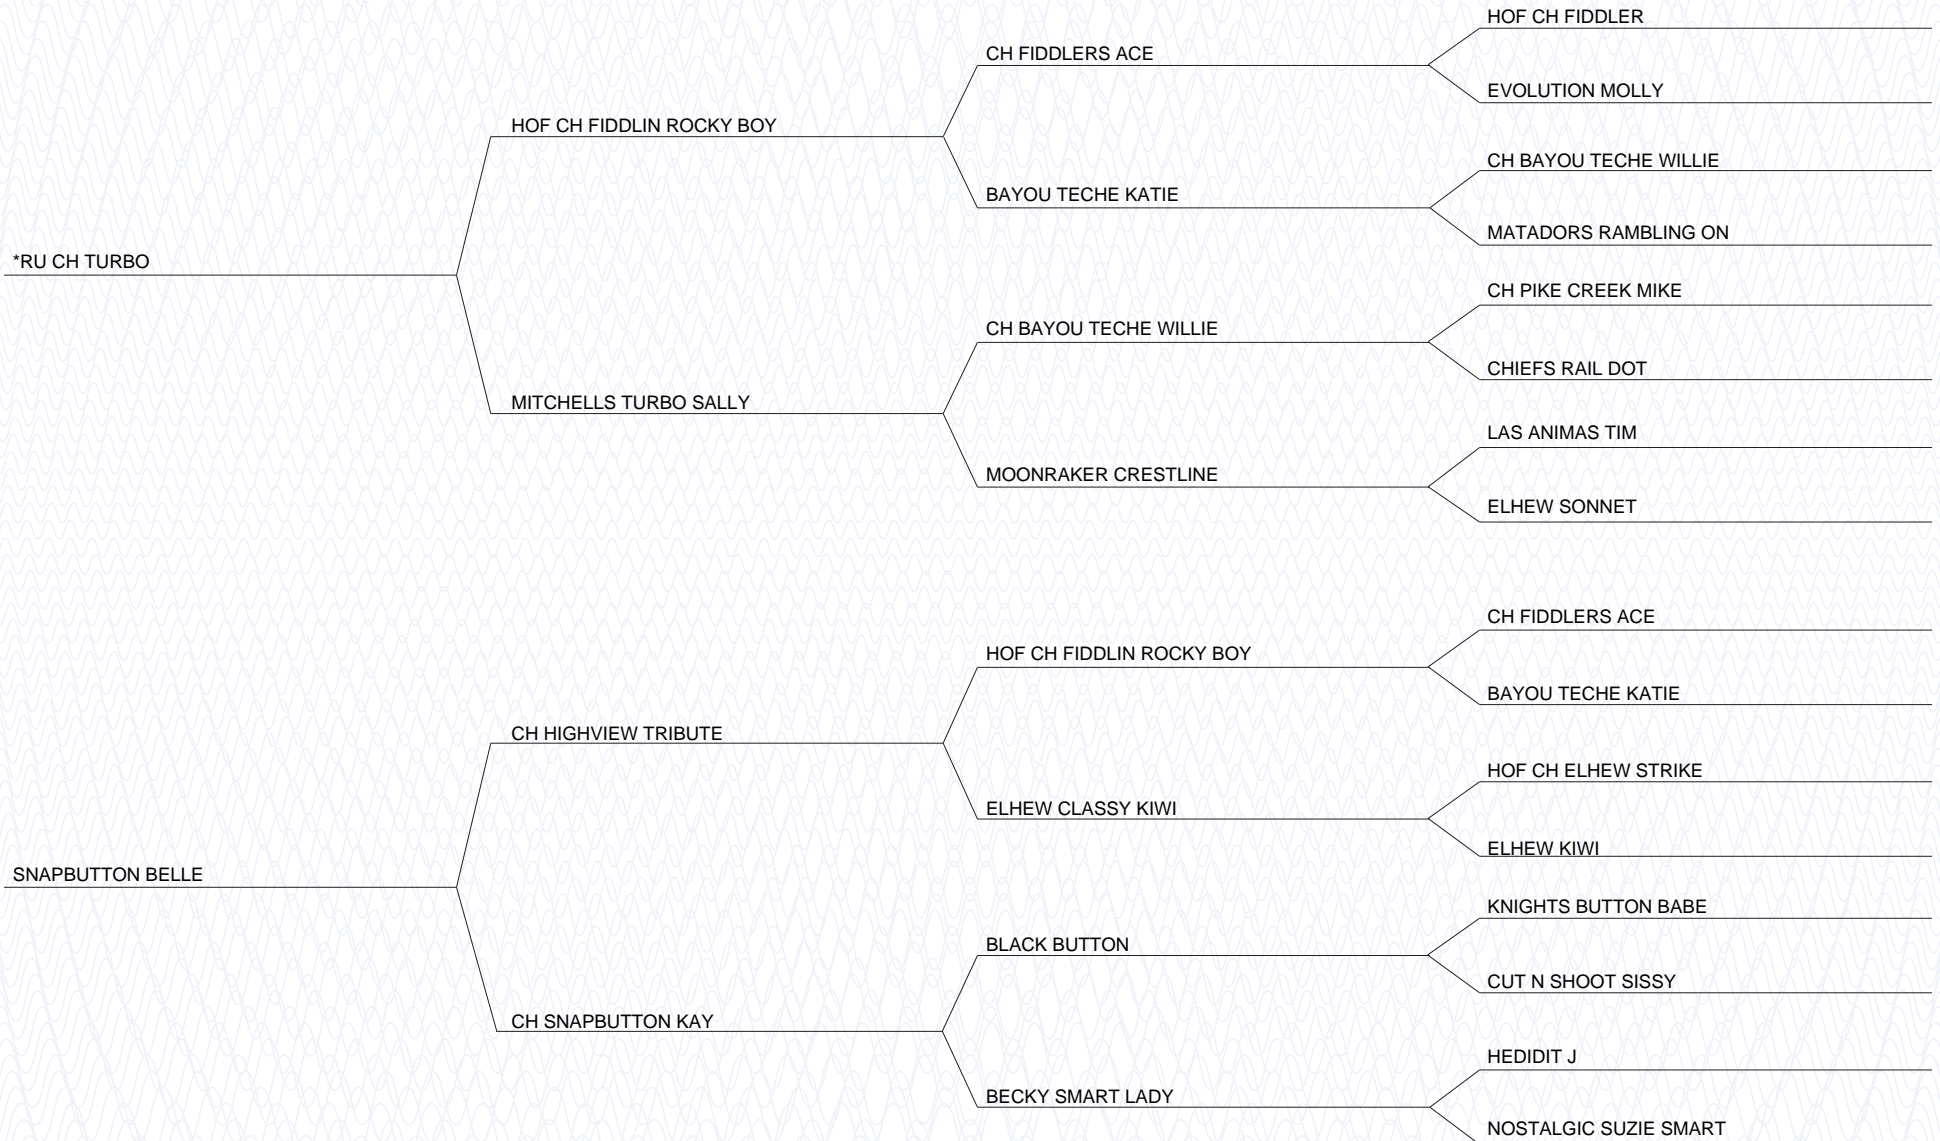 HOF CH FIDDLER
CH FIDDLERS ACE
EVOLUTION MOLLY
HOF CH FIDDLIN ROCKY BOY
CH BAYOU TECHE WILLIE
BAYOU TECHE KATIE
MATADORS RAMBLING ON
*RU CH TURBO
CH PIKE CREEK MIKE
CH BAYOU TECHE WILLIE
CHIEFS RAIL DOT
MITCHELLS TURBO SALLY
LAS ANIMAS TIM
MOONRAKER CRESTLINE
ELHEW SONNET
CH FIDDLERS ACE
HOF CH FIDDLIN ROCKY BOY
BAYOU TECHE KATIE
CH HIGHVIEW TRIBUTE
HOF CH ELHEW STRIKE
ELHEW CLASSY KIWI
ELHEW KIWI
SNAPBUTTON BELLE
KNIGHTS BUTTON BABE
BLACK BUTTON
CUT N SHOOT SISSY
CH SNAPBUTTON KAY
HEDIDIT J
BECKY SMART LADY
NOSTALGIC SUZIE SMART